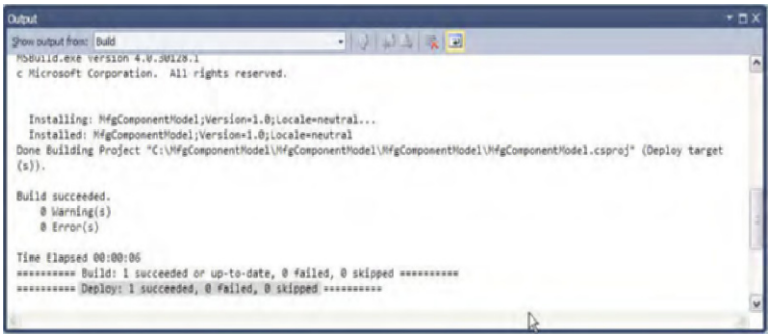 Output
Show output from: Build
MSBuild.exe version 4.0.30128.1
c Microsoft Corporation. All rights reserved.
Installing: MfgComponentModel;Version=1.0;Locale=neutral...
Installed: MfgComponentModel;Version=1.0;Locale=neutral
Done Building Project "C:\MfgComponentModel\MfgComponentModel\MfgComponentModel\MfgComponentModel.csproj" (Deploy target
(s)).
Build succeeded.
0 Warning(s)
0 Error(s)
Time Elapsed 00:00:06
========== Build: 1 succeeded or up-to-date, 0 failed, 0 skipped ==========
========== Deploy: 1 succeeded, 0 failed, 0 skipped ==========